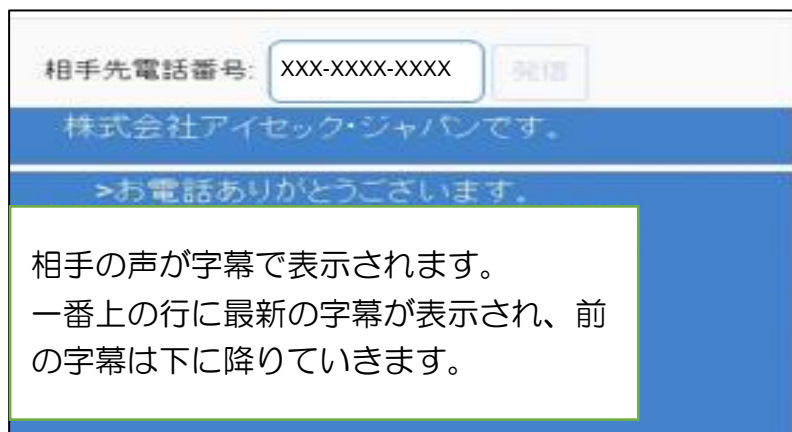 相手先電話番号: XXX-XXXX-XXXX 発信
株式会社アイセック・ジャパンです。
>お電話ありがとうございます。
相手の声が字幕で表示されます。
一番上の行に最新の字幕が表示され、前
の字幕は下に降りていきます。